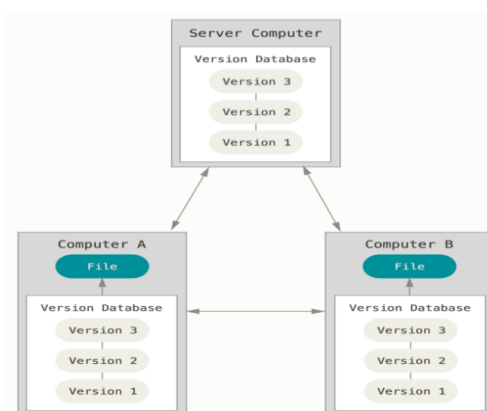 Server Computer
Version Database
Version 3
Version 2
Version 1
Computer A
File
Version Database
Version 3
Version 2
Version 1
Computer B
File
Version Database
Version 3
Version 2
Version 1